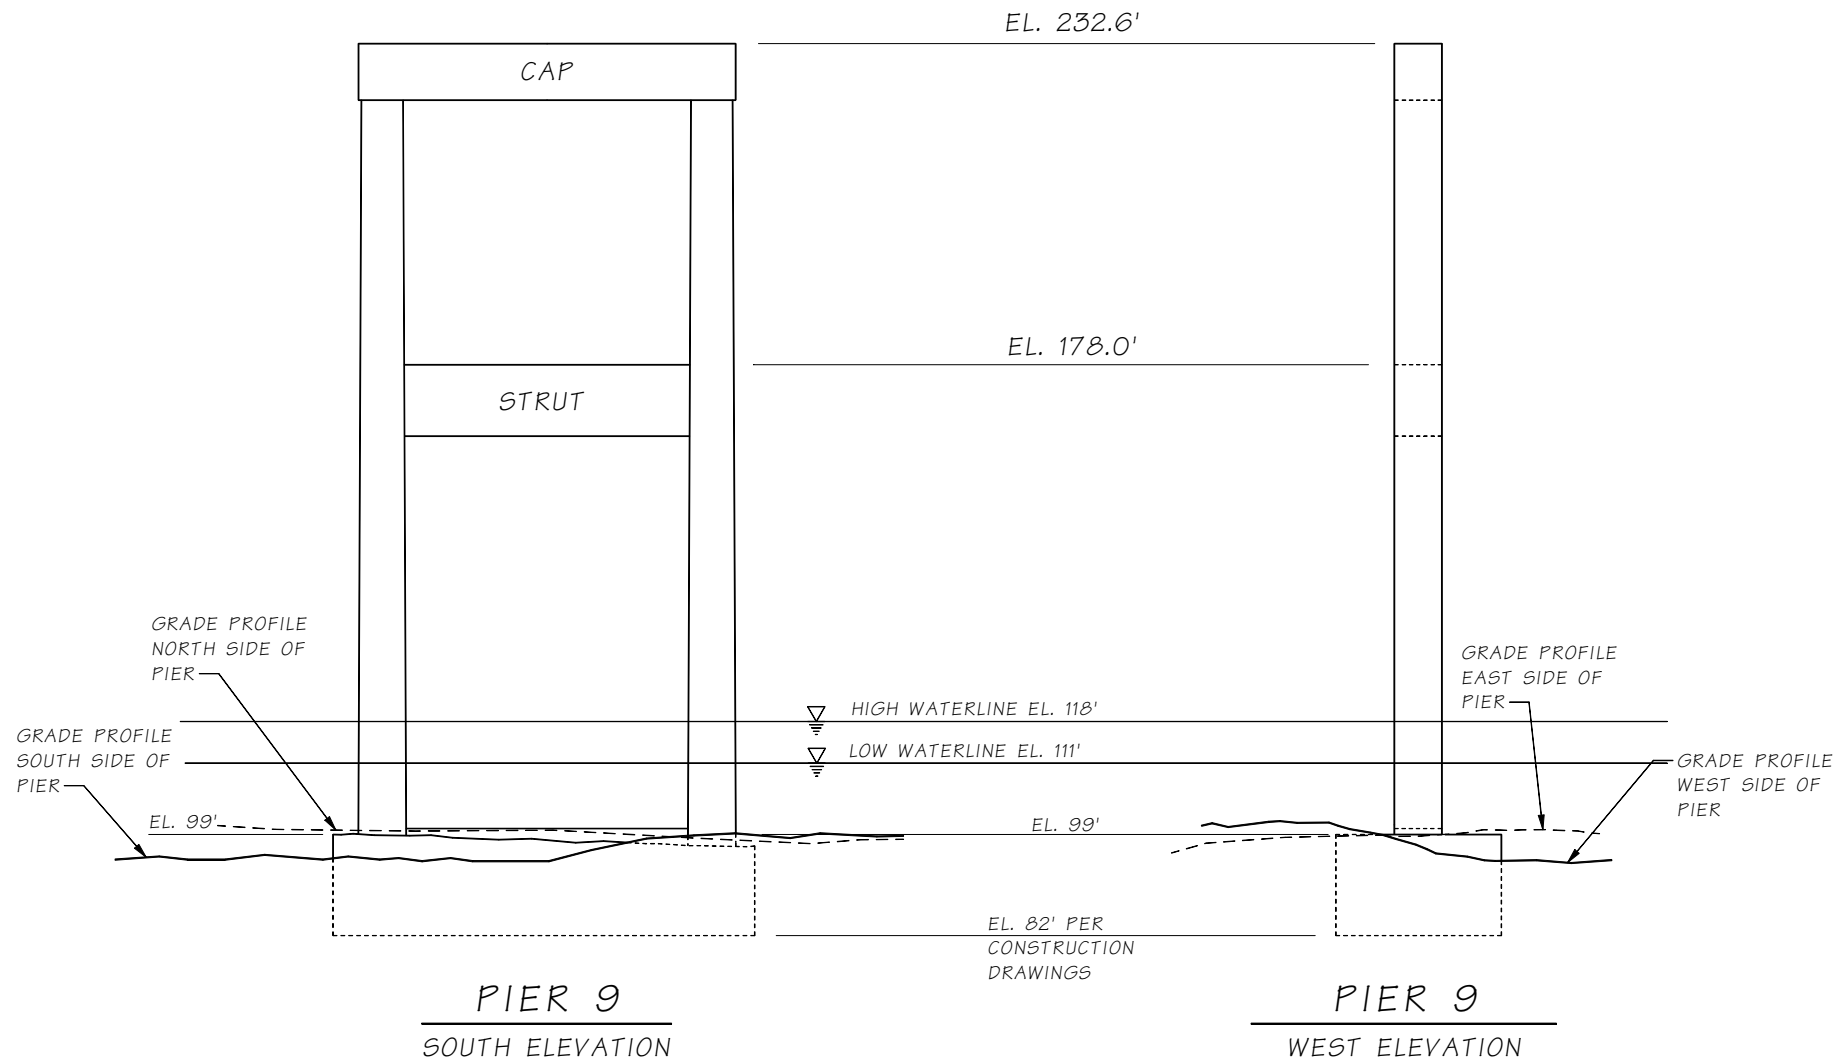 EL. 232.6'
CAP
EL. 178.0'
STRUT
GRADE PROFILE
NORTH SIDE OF
PIER
GRADE PROFILE
EAST SIDE OF
PIER
HIGH WATERLINE EL. 118'
GRADE PROFILE
SOUTH SIDE OF
PIER
LOW WATERLINE EL. 111'
GRADE PROFILE
WEST SIDE OF
PIER
EL. 99'
EL. 99'
EL. 82' PER
CONSTRUCTION
DRAWINGS
PIER 9
SOUTH ELEVATION
PIER 9
WEST ELEVATION